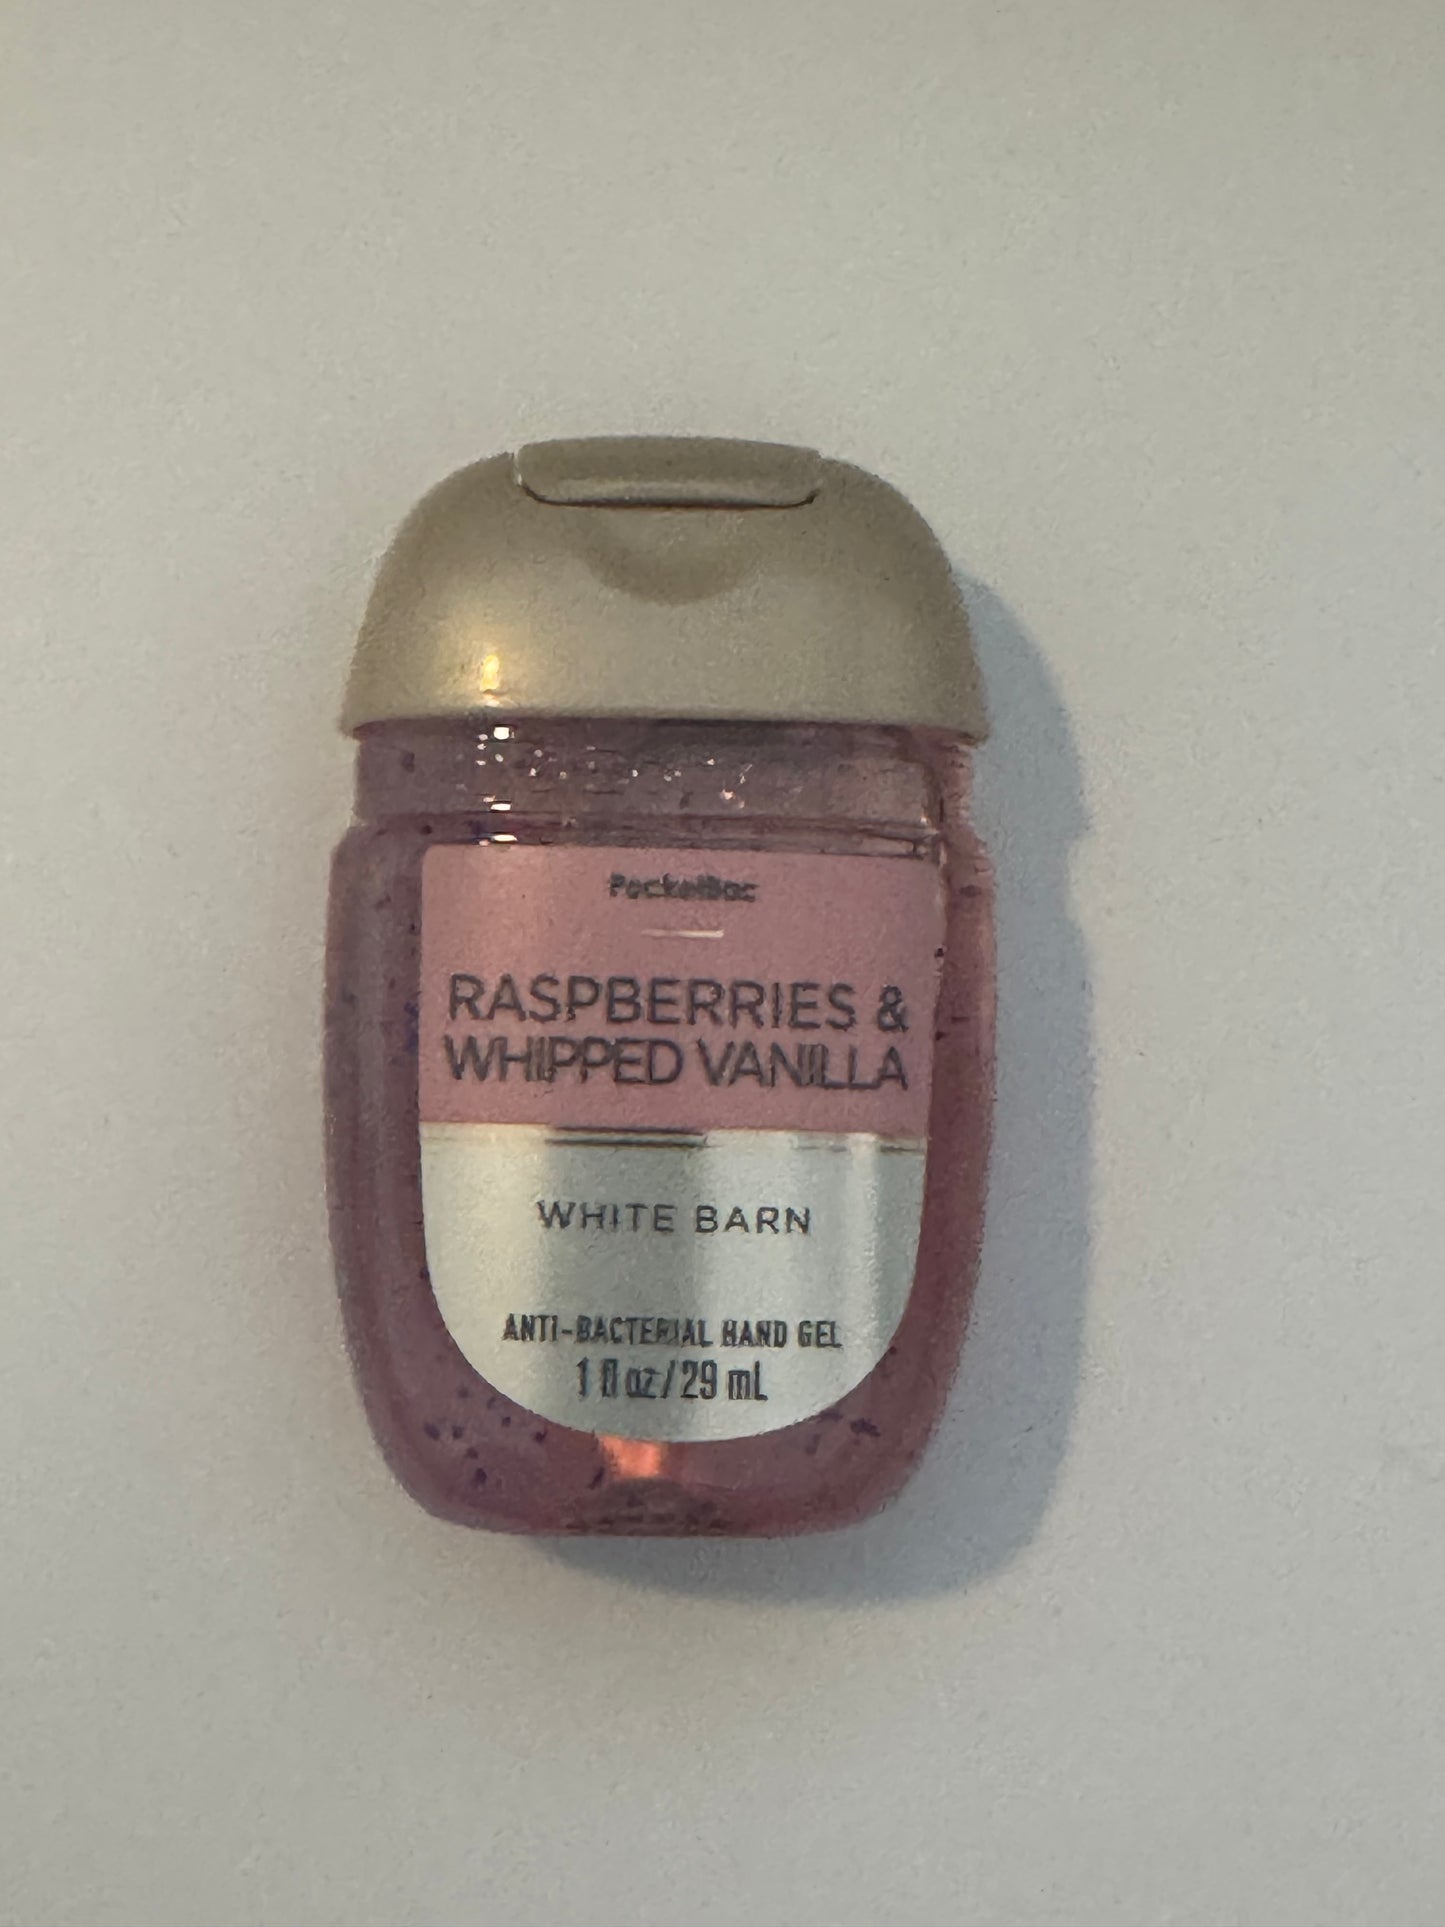 PocketBac
RASPBERRIES &
WHIPPED VANILLA
WHITE BARN
ANTI-BACTERIAL HAND GEL
1 fl oz / 29 mL